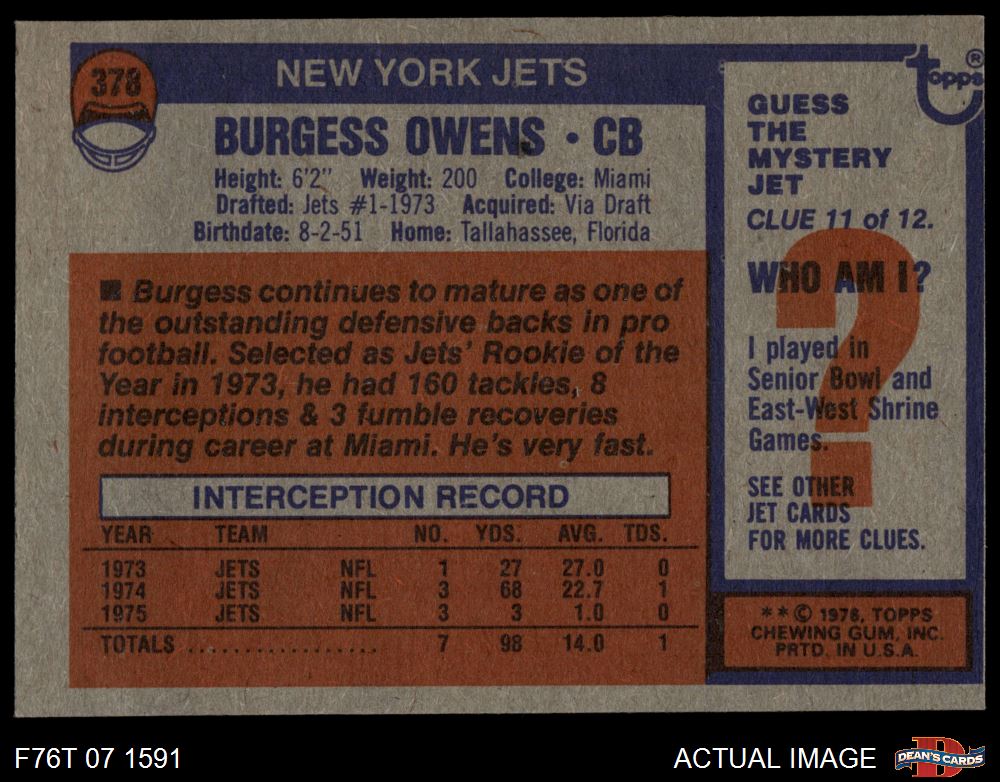 378
NEW YORK JETS
BURGESS OWENS • CB
Height: 6'2" Weight: 200 College: Miami
Drafted: Jets #1-1973 Acquired: Via Draft
Birthdate: 8-2-51 Home: Tallahassee, Florida
■ Burgess continues to mature as one of
the outstanding defensive backs in pro
football. Selected as Jets' Rookie of the
Year in 1973, he had 160 tackles, 8
interceptions & 3 fumble recoveries
during career at Miami. He's very fast.
INTERCEPTION RECORD
YEAR TEAM NO. YDS. AVG. TDS.
1973 JETS NFL 1 27 27.0 0
1974 JETS NFL 3 68 22.7 1
1975 JETS NFL 3 3 1.0 0
TOTALS .................. 7 98 14.0 1
topps ®
GUESS
THE
MYSTERY
JET
CLUE 11 of 12.
WHO AM I?
?
I played in
Senior Bowl and
East-West Shrine
Games.
SEE OTHER
JET CARDS
FOR MORE CLUES.
**© 1976, TOPPS
CHEWING GUM, INC.
PRTD. IN U.S.A.
F76T 07 1591
ACTUAL IMAGE
D
DEAN'S CARDS